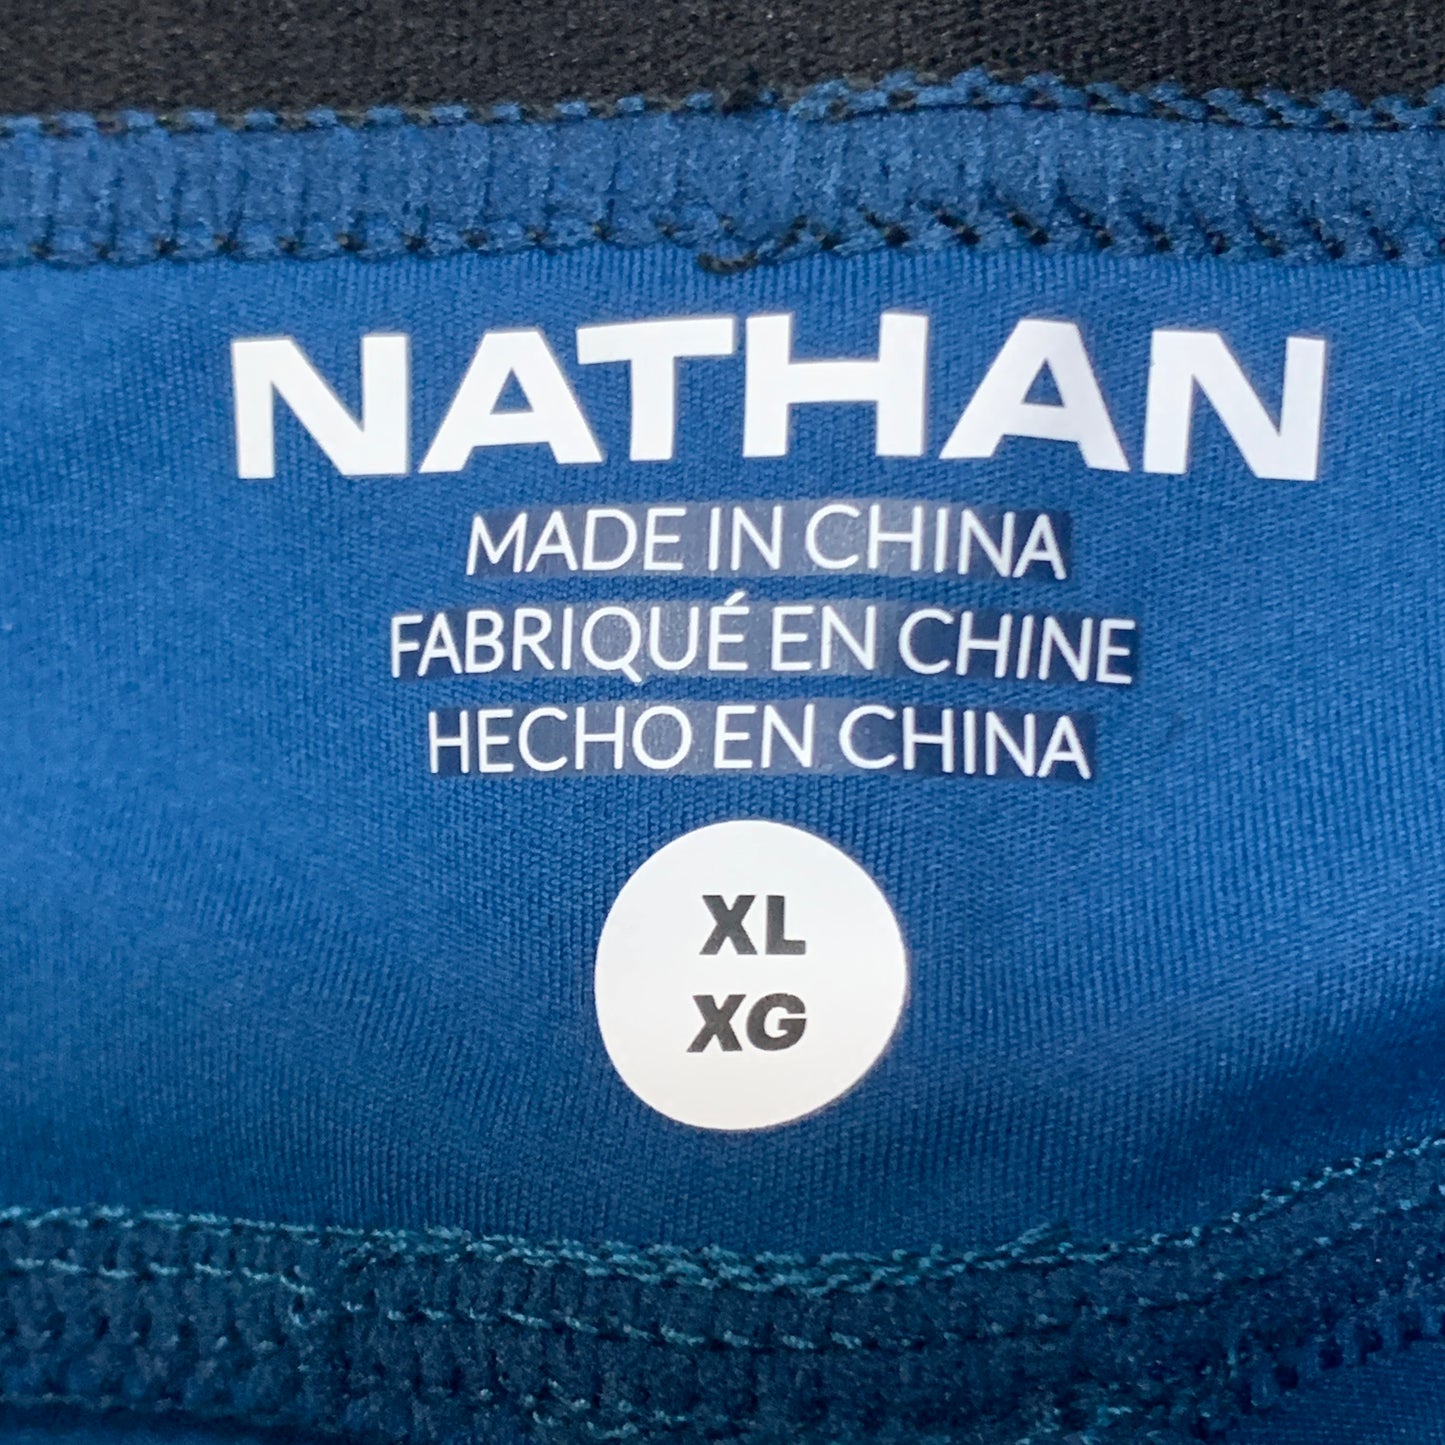 NATHAN
MADE IN CHINA
FABRIQUÉ EN CHINE
HECHO EN CHINA
XL
XG